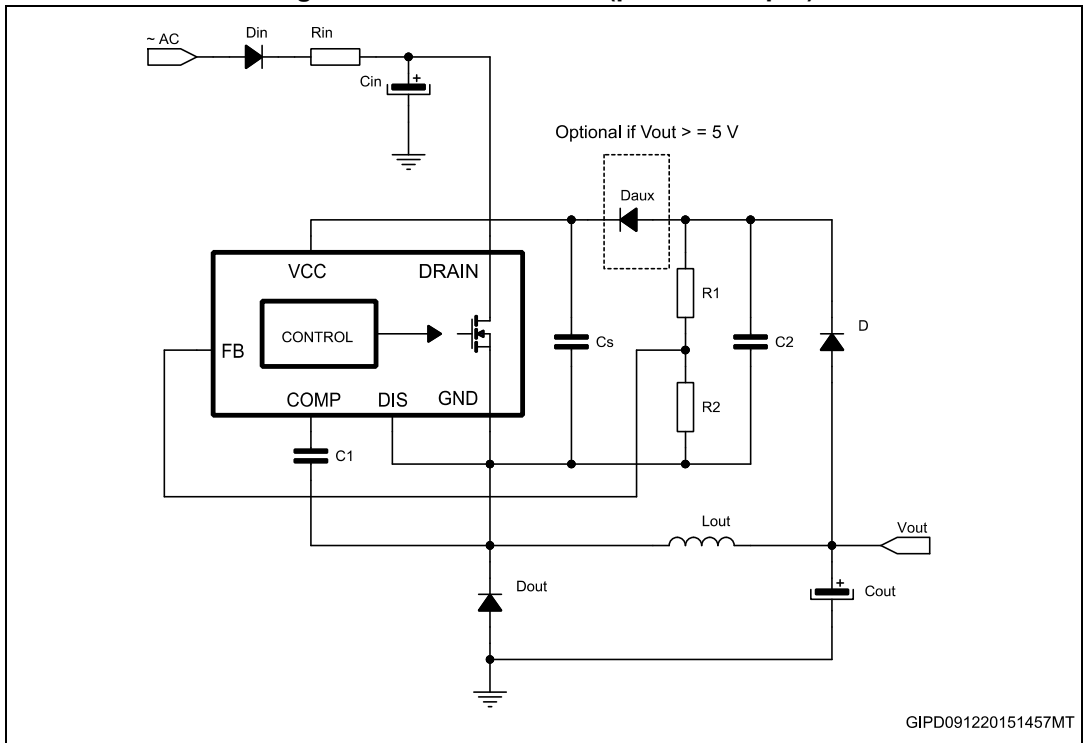 ~ AC
Din
Rin
Cin
Optional if Vout > = 5 V
Daux
VCC
DRAIN
R1
D
CONTROL
Cs
C2
FB
R2
COMP
DIS
GND
C1
Lout
Vout
Dout
Cout
GIPD091220151457MT